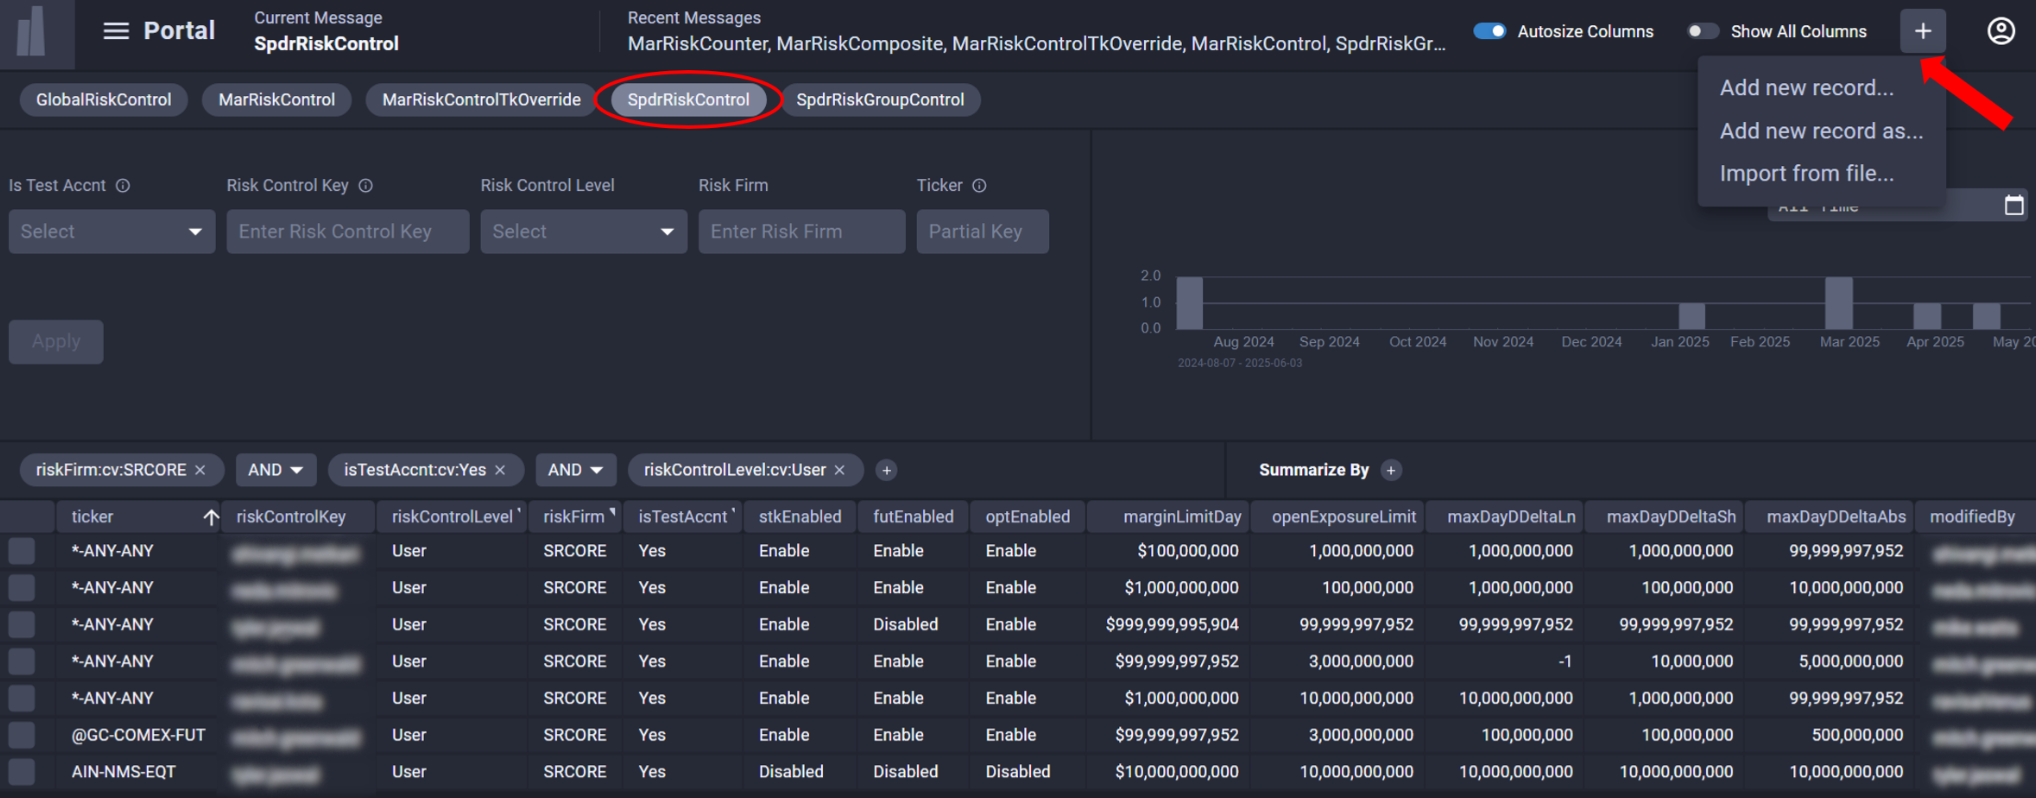 Portal
Current Message
SpdrRiskControl
Recent Messages
MarRiskCounter, MarRiskComposite, MarRiskControlTkOverride, MarRiskControl, SpdrRiskGr...
Autosize Columns
Show All Columns
+
Add new record...
Add new record as...
Import from file...
GlobalRiskControl MarRiskControl MarRiskControlTkOverride SpdrRiskControl SpdrRiskGroupControl
Is Test Accnt Risk Control Key Risk Control Level Risk Firm Ticker
Select Enter Risk Control Key Select Enter Risk Firm Partial Key
Apply
All Time
2.0
1.0
0.0
Aug 2024 Sep 2024 Oct 2024 Nov 2024 Dec 2024 Jan 2025 Feb 2025 Mar 2025 Apr 2025 May 20
2024-08-07 - 2025-06-03
riskFirm:cv:SRCORE × AND isTestAccnt:cv:Yes × AND riskControlLevel:cv:User × +
Summarize By +
ticker riskControlKey riskControlLevel riskFirm isTestAccnt stkEnabled futEnabled optEnabled marginLimitDay openExposureLimit maxDayDDeltaLn maxDayDDeltaSh maxDayDDeltaAbs modifiedBy
*-ANY-ANY User SRCORE Yes Enable Enable Enable $100,000,000 1,000,000,000 1,000,000,000 1,000,000,000 99,999,997,952
*-ANY-ANY User SRCORE Yes Enable Enable Enable $1,000,000,000 100,000,000 1,000,000,000 100,000,000 10,000,000,000
*-ANY-ANY User SRCORE Yes Enable Disabled Enable $999,999,995,904 99,999,997,952 99,999,997,952 99,999,997,952 99,999,997,952
*-ANY-ANY User SRCORE Yes Enable Enable Enable $99,999,997,952 3,000,000,000 -1 10,000,000 5,000,000,000
*-ANY-ANY User SRCORE Yes Enable Enable Enable $1,000,000,000 10,000,000,000 10,000,000,000 1,000,000,000 99,999,997,952
@GC-COMEX-FUT User SRCORE Yes Enable Enable Enable $99,999,997,952 3,000,000,000 100,000,000 100,000,000 500,000,000
AIN-NMS-EQT User SRCORE Yes Disabled Disabled Disabled $10,000,000,000 10,000,000,000 10,000,000,000 10,000,000,000 10,000,000,000